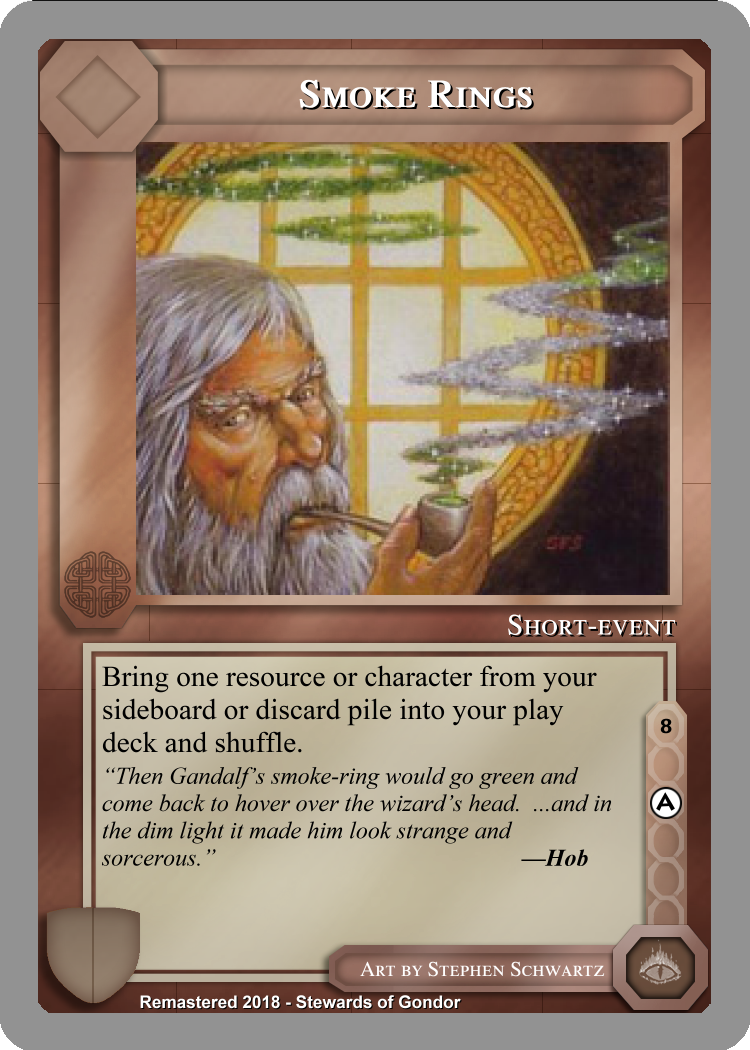 Smoke Rings
SFS
Short-event
Bring one resource or character from your
sideboard or discard pile into your play
deck and shuffle.
8
“Then Gandalf’s smoke-ring would go green and
come back to hover over the wizard’s head.  ...and in
the dim light it made him look strange and
sorcerous.” —Hob
A
Art by Stephen Schwartz
Remastered 2018 - Stewards of Gondor